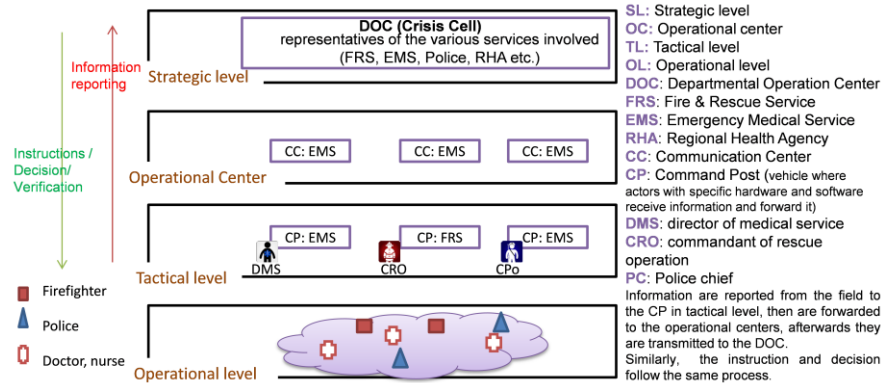 DOC (Crisis Cell)
representatives of the various services involved
(FRS, EMS, Police, RHA etc.)
Strategic level
Information
reporting
Instructions /
Decision/
Verification
CC: EMS
CC: EMS
CC: EMS
Operational Center
CP: EMS
CP: FRS
CP: EMS
DMS
CRO
CPo
Tactical level
Firefighter
Police
Doctor, nurse
Operational level
SL: Strategic level
OC: Operational center
TL: Tactical level
OL: Operational level
DOC: Departmental Operation Center
FRS: Fire & Rescue Service
EMS: Emergency Medical Service
RHA: Regional Health Agency
CC: Communication Center
CP: Command Post (vehicle where
actors with specific hardware and software
receive information and forward it)
DMS: director of medical service
CRO: commandant of rescue
operation
PC: Police chief
Information are reported from the field
to the CP in tactical level, then are forwarded
to the operational centers, afterwards they
are transmitted to the DOC.
Similarly, the instruction and decision
follow the same process.